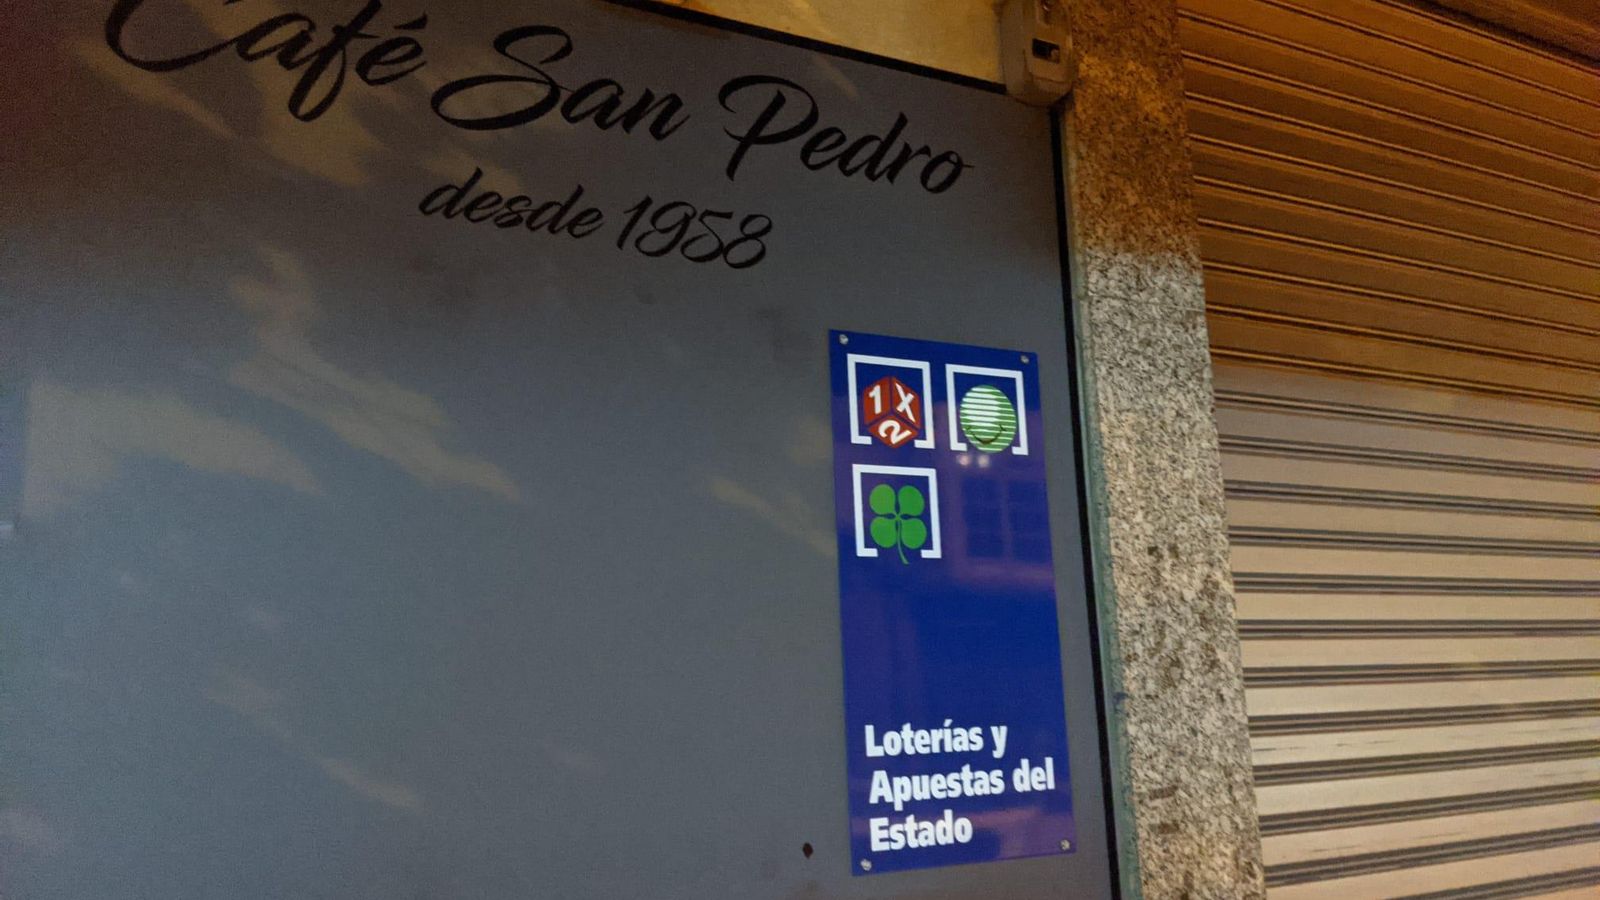 Café San Pedro
desde 1958
1 X
2
Loterías y
Apuestas del
Estado